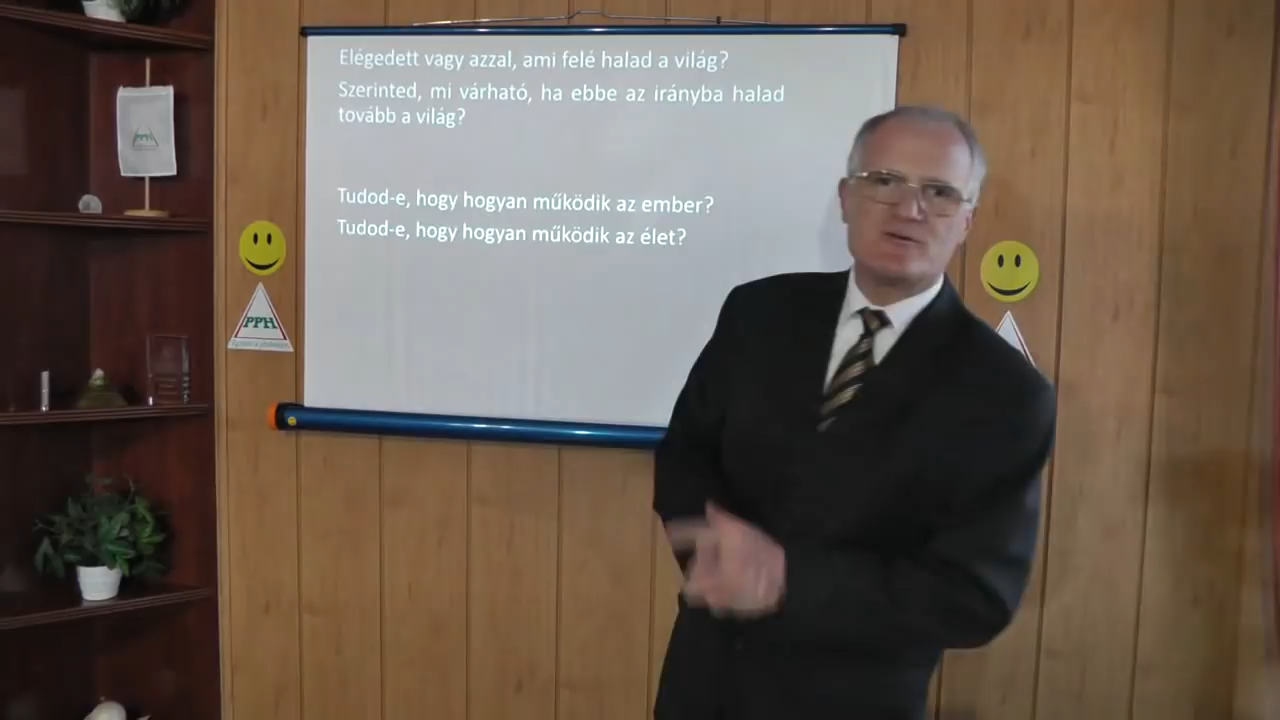 Elégedett vagy azzal, ami felé halad a világ?
Szerinted, mi várható, ha ebbe az irányba halad
tovább a világ?
Tudod-e, hogy hogyan működik az ember?
Tudod-e, hogy hogyan működik az élet?
PPH